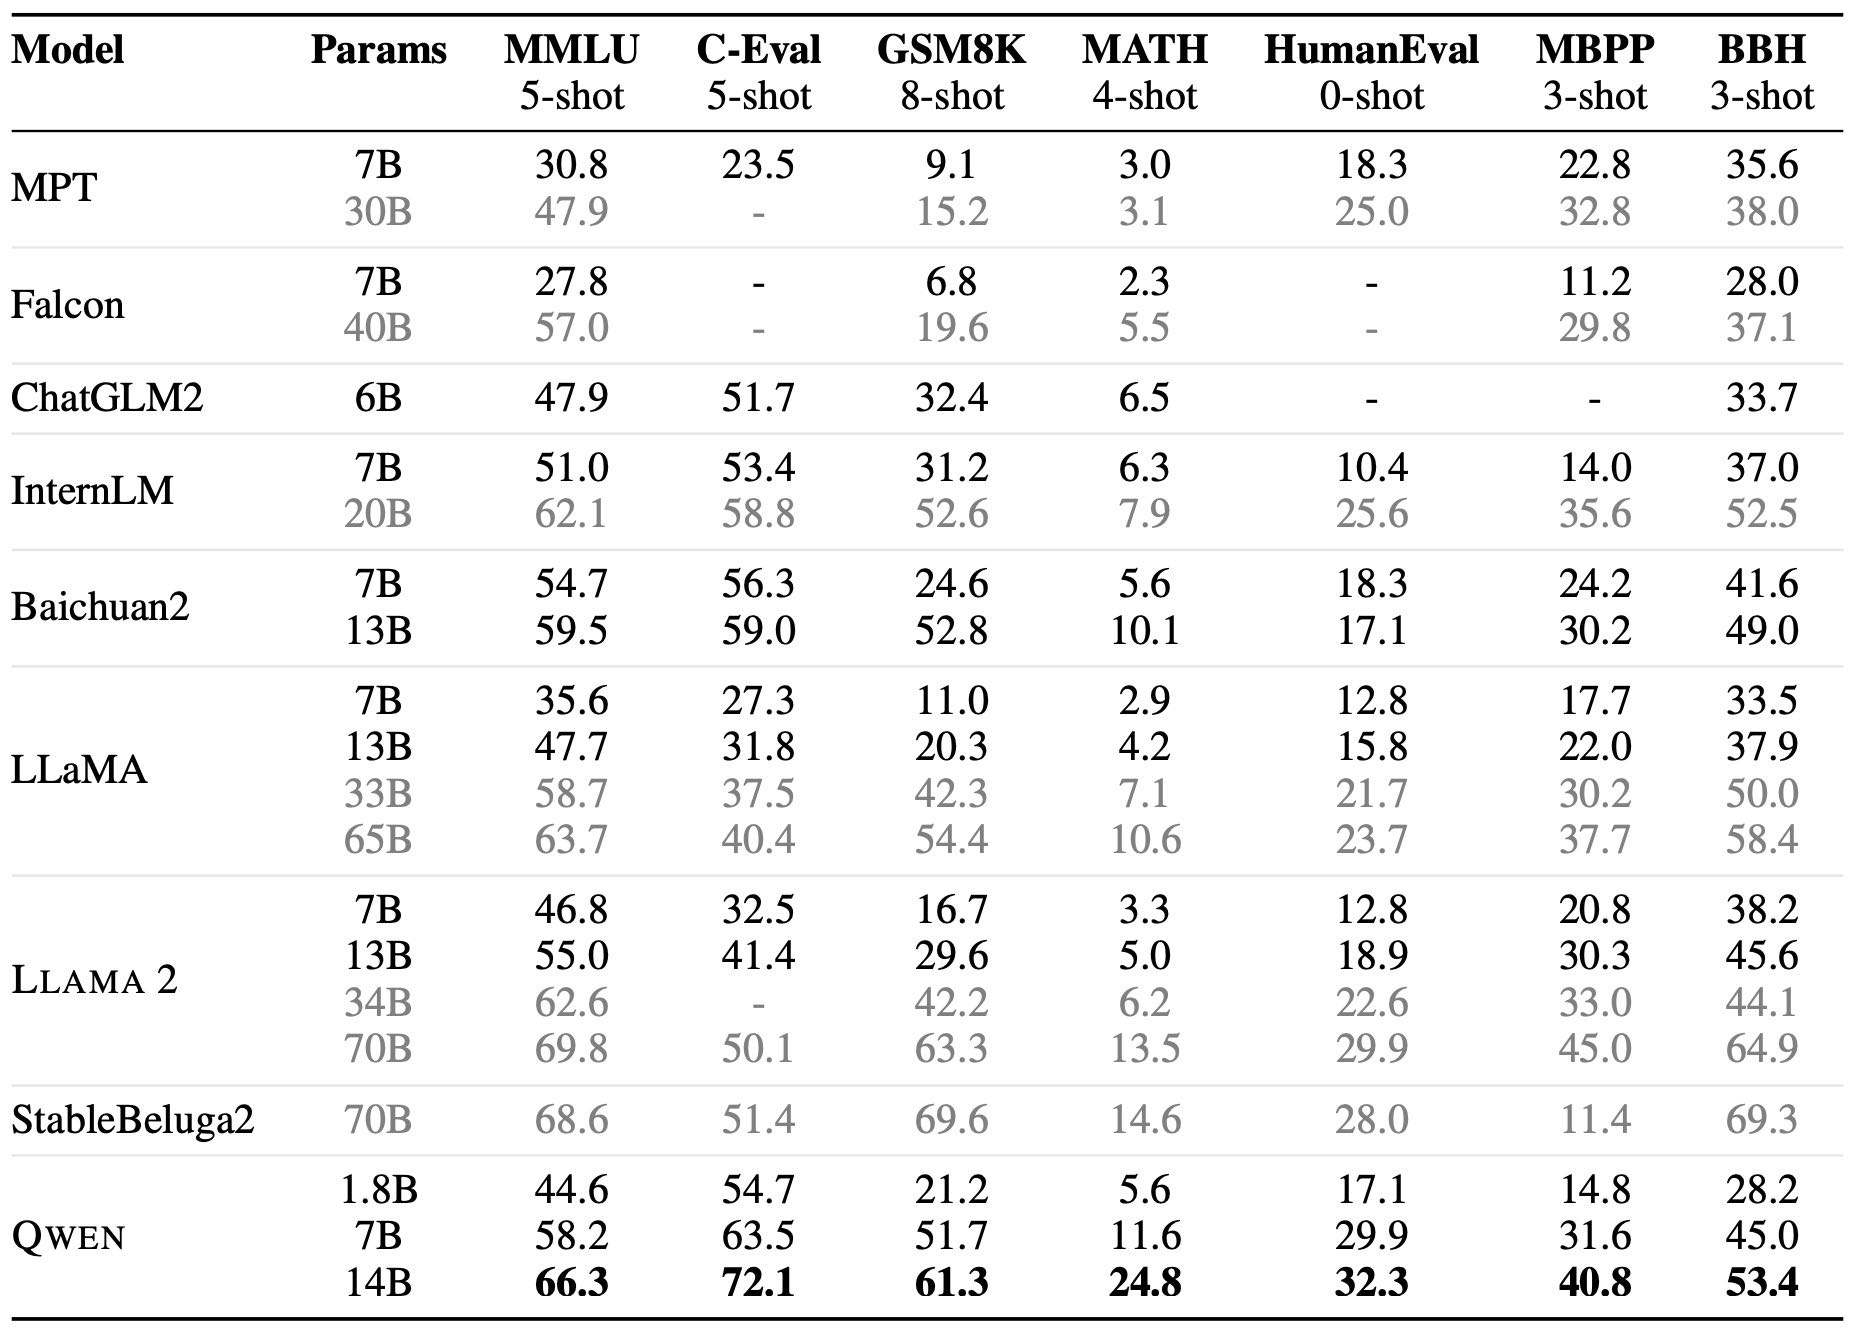 Model Params MMLU C-Eval GSM8K MATH HumanEval MBPP BBH
5-shot 5-shot 8-shot 4-shot 0-shot 3-shot 3-shot
MPT
7B 30.8 23.5 9.1 3.0 18.3 22.8 35.6
30B 47.9 - 15.2 3.1 25.0 32.8 38.0
Falcon
7B 27.8 - 6.8 2.3 - 11.2 28.0
40B 57.0 - 19.6 5.5 - 29.8 37.1
ChatGLM2 6B 47.9 51.7 32.4 6.5 - - 33.7
InternLM
7B 51.0 53.4 31.2 6.3 10.4 14.0 37.0
20B 62.1 58.8 52.6 7.9 25.6 35.6 52.5
Baichuan2
7B 54.7 56.3 24.6 5.6 18.3 24.2 41.6
13B 59.5 59.0 52.8 10.1 17.1 30.2 49.0
LLaMA
7B 35.6 27.3 11.0 2.9 12.8 17.7 33.5
13B 47.7 31.8 20.3 4.2 15.8 22.0 37.9
33B 58.7 37.5 42.3 7.1 21.7 30.2 50.0
65B 63.7 40.4 54.4 10.6 23.7 37.7 58.4
LLAMA 2
7B 46.8 32.5 16.7 3.3 12.8 20.8 38.2
13B 55.0 41.4 29.6 5.0 18.9 30.3 45.6
34B 62.6 - 42.2 6.2 22.6 33.0 44.1
70B 69.8 50.1 63.3 13.5 29.9 45.0 64.9
StableBeluga2 70B 68.6 51.4 69.6 14.6 28.0 11.4 69.3
QWEN
1.8B 44.6 54.7 21.2 5.6 17.1 14.8 28.2
7B 58.2 63.5 51.7 11.6 29.9 31.6 45.0
14B 66.3 72.1 61.3 24.8 32.3 40.8 53.4